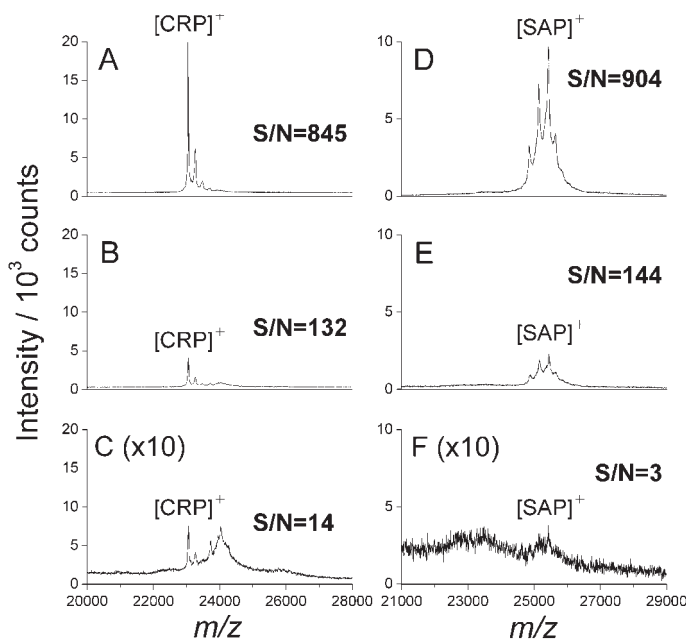 Intensity / 10³ counts
A
[CRP]⁺
S/N=845
20
15
10
5
0
B
[CRP]⁺
S/N=132
20
15
10
5
0
C (x10)
[CRP]⁺
S/N=14
20
15
10
5
0
20000 22000 24000 26000 28000
m/z
D
[SAP]⁺
S/N=904
10
5
0
E
[SAP]
S/N=144
10
5
0
F (x10)
[SAP]⁺
S/N=3
10
5
0
21000 23000 25000 27000 29000
m/z